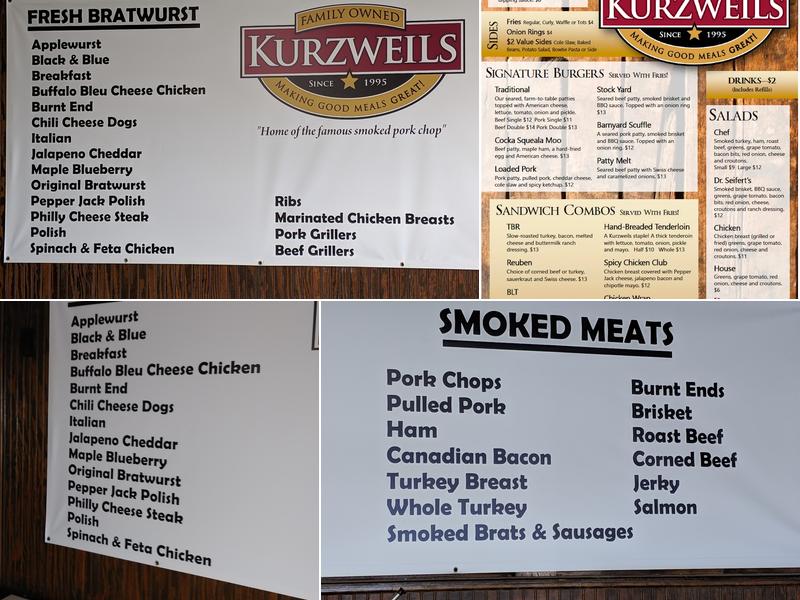 FRESH BRATWURST
Applewurst
Black & Blue
Breakfast
Buffalo Bleu Cheese Chicken
Burnt End
Chili Cheese Dogs
Italian
Jalapeno Cheddar
Maple Blueberry
Original Bratwurst
Pepper Jack Polish
Philly Cheese Steak
Polish
Spinach & Feta Chicken
FAMILY OWNED
KURZWEILS
SINCE 1995
MAKING GOOD MEALS GREAT!
"Home of the famous smoked pork chop"
Ribs
Marinated Chicken Breasts
Pork Grillers
Beef Grillers
SIDES
Fries Regular, Curly, Waffle or Tots $4
Onion Rings $4
$2 Value Sides Cole Slaw, Baked
Beans, Potato Salad, Bowtie Pasta or Side
KURZWEILS
SINCE 1995
MAKING GOOD MEALS GREAT!
SIGNATURE BURGERS SERVED WITH FRIES!
Traditional
Our seared, farm-to-table patties
topped with American cheese,
lettuce, tomato, onion and pickle.
Beef Single $12 Pork Single $11
Beef Double $14 Pork Double $13
Cocka Squeala Moo
Beef patty, maple ham, a hard-fried
egg and American cheese. $13
Loaded Pork
Pork patty, pulled pork, cheddar cheese,
cole slaw and spicy ketchup. $12
Stock Yard
Seared beef patty, smoked brisket and
BBQ sauce. Topped with an onion ring
$13
Barnyard Scuffle
A seared pork patty, smoked brisket
and BBQ sauce. Topped with an
onion ring. $12
Patty Melt
Seared beef patty with Swiss cheese
and caramelized onions. $13
SANDWICH COMBOS SERVED WITH FRIES!
TBR
Slow-roasted turkey, bacon, melted
cheese and buttermilk ranch
dressing. $13
Reuben
Choice of corned beef or turkey,
sauerkraut and Swiss cheese. $13
BLT
Hand-Breaded Tenderloin
A Kurzweils staple! A thick tenderloin
with lettuce, tomato, onion, pickle
and mayo. Half $10 Whole $13
Spicy Chicken Club
Chicken breast covered with Pepper
Jack cheese, jalapeno bacon and
chipotle mayo. $12
Chicken Wrap
DRINKS—$2
(Includes Refills)
SALADS
Chef
Smoked turkey, ham, roast
beef, greens, grape tomato,
bacon bits, red onion, cheese
and croutons.
Small $9 Large $12
Dr. Seifert's
Smoked brisket, BBQ sauce,
greens, grape tomato, bacon
bits, red onion, cheese,
croutons and ranch dressing.
$12
Chicken
Chicken breast (grilled or
fried) greens, grape tomato,
red onion, cheese and
croutons. $11
House
Greens, grape tomato, red
onion, cheese, and croutons.
$6
Applewurst
Black & Blue
Breakfast
Buffalo Bleu Cheese Chicken
Burnt End
Chili Cheese Dogs
Italian
Jalapeno Cheddar
Maple Blueberry
Original Bratwurst
Pepper Jack Polish
Philly Cheese Steak
Polish
Spinach & Feta Chicken
SMOKED MEATS
Pork Chops
Pulled Pork
Ham
Canadian Bacon
Turkey Breast
Whole Turkey
Smoked Brats & Sausages
Burnt Ends
Brisket
Roast Beef
Corned Beef
Jerky
Salmon